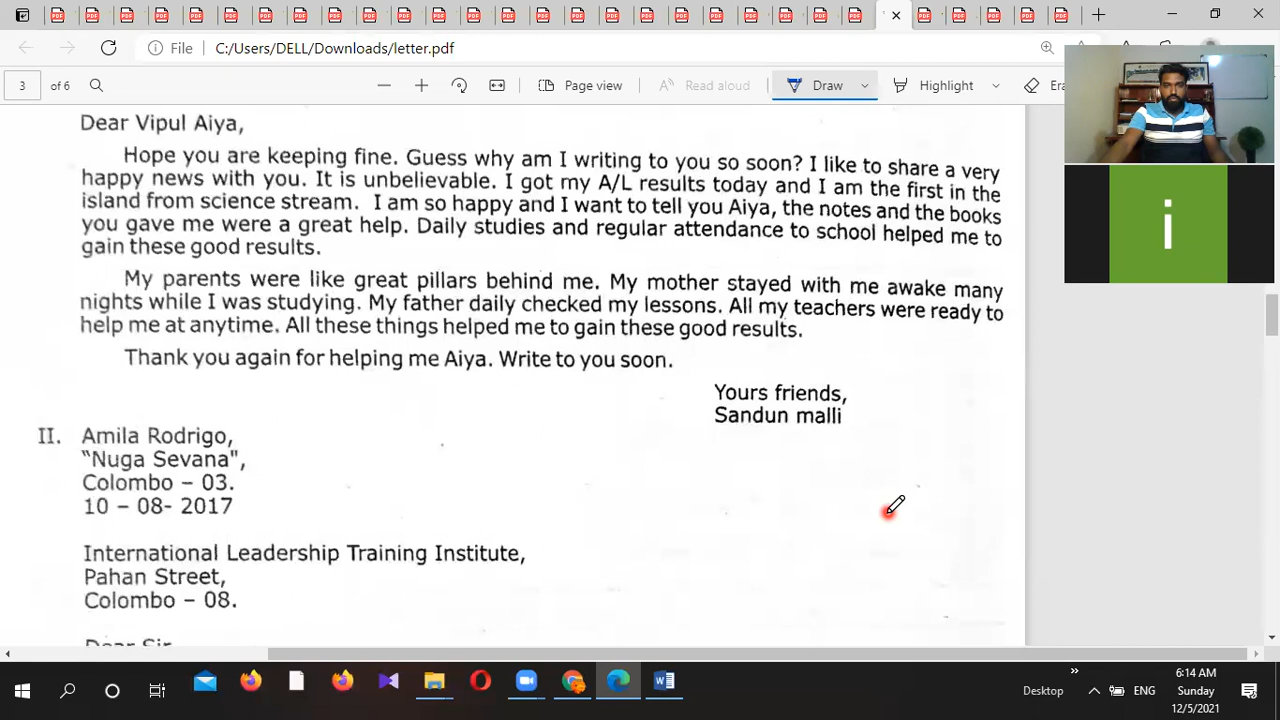 File
C:/Users/DELL/Downloads/letter.pdf
3 of 6
Page view
Read aloud
Draw
Highlight
Dear Vipul Aiya,
Hope you are keeping fine. Guess why am I writing to you so soon? I like to share a very
happy news with you. It is unbelievable. I got my A/L results today and I am the first in the
island from science stream. I am so happy and I want to tell you Aiya, the notes and the books
you gave me were a great help. Daily studies and regular attendance to school helped me to
gain these good results.
My parents were like great pillars behind me. My mother stayed with me awake many
nights while I was studying. My father daily checked my lessons. All my teachers were ready to
help me at anytime. All these things helped me to gain these good results.
Thank you again for helping me Aiya. Write to you soon.
Yours friends,
Sandun malli
II. Amila Rodrigo,
“Nuga Sevana",
Colombo – 03.
10 – 08- 2017
International Leadership Training Institute,
Pahan Street,
Colombo – 08.
Dear Sir
i
Desktop
ENG
6:14 AM
Sunday
12/5/2021